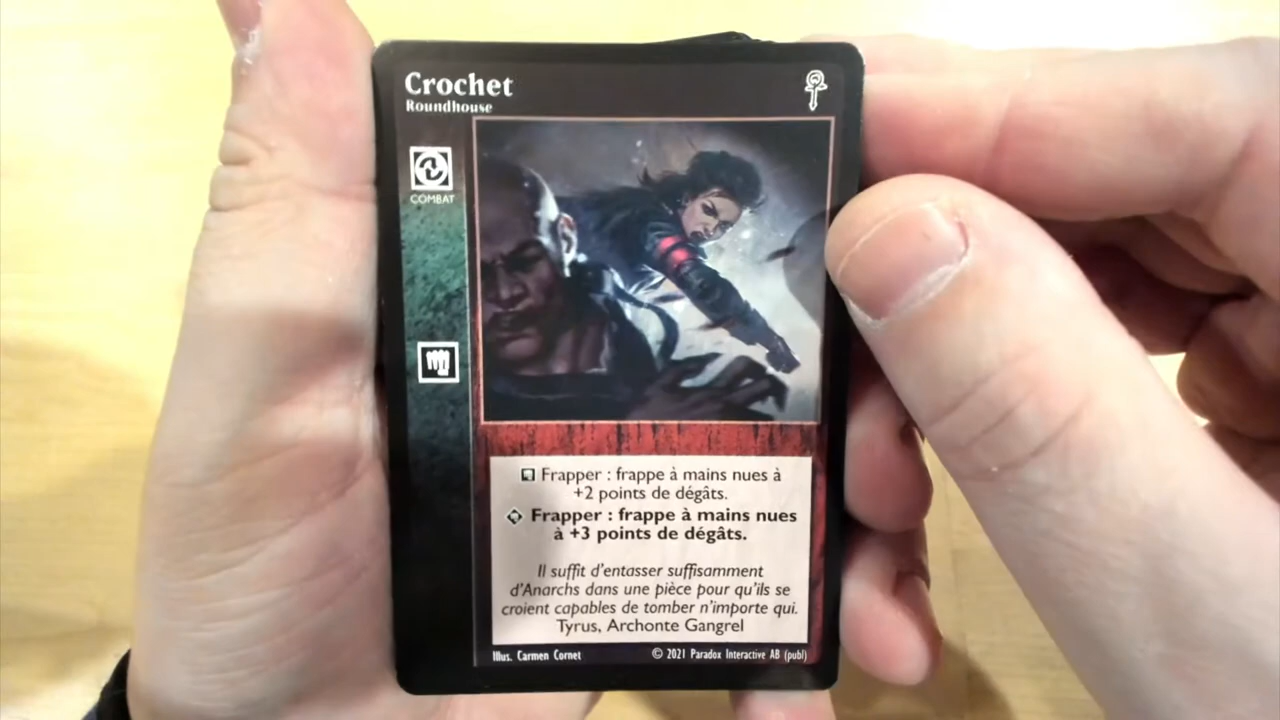 Crochet
Roundhouse
COMBAT
Frapper : frappe à mains nues à
+2 points de dégâts.
Frapper : frappe à mains nues
à +3 points de dégâts.
Il suffit d'entasser suffisamment
d'Anarchs dans une pièce pour qu'ils se
croient capables de tomber n'importe qui.
Tyrus, Archonte Gangrel
Illus. Carmen Cornet
© 2021 Paradox Interactive AB (publ)